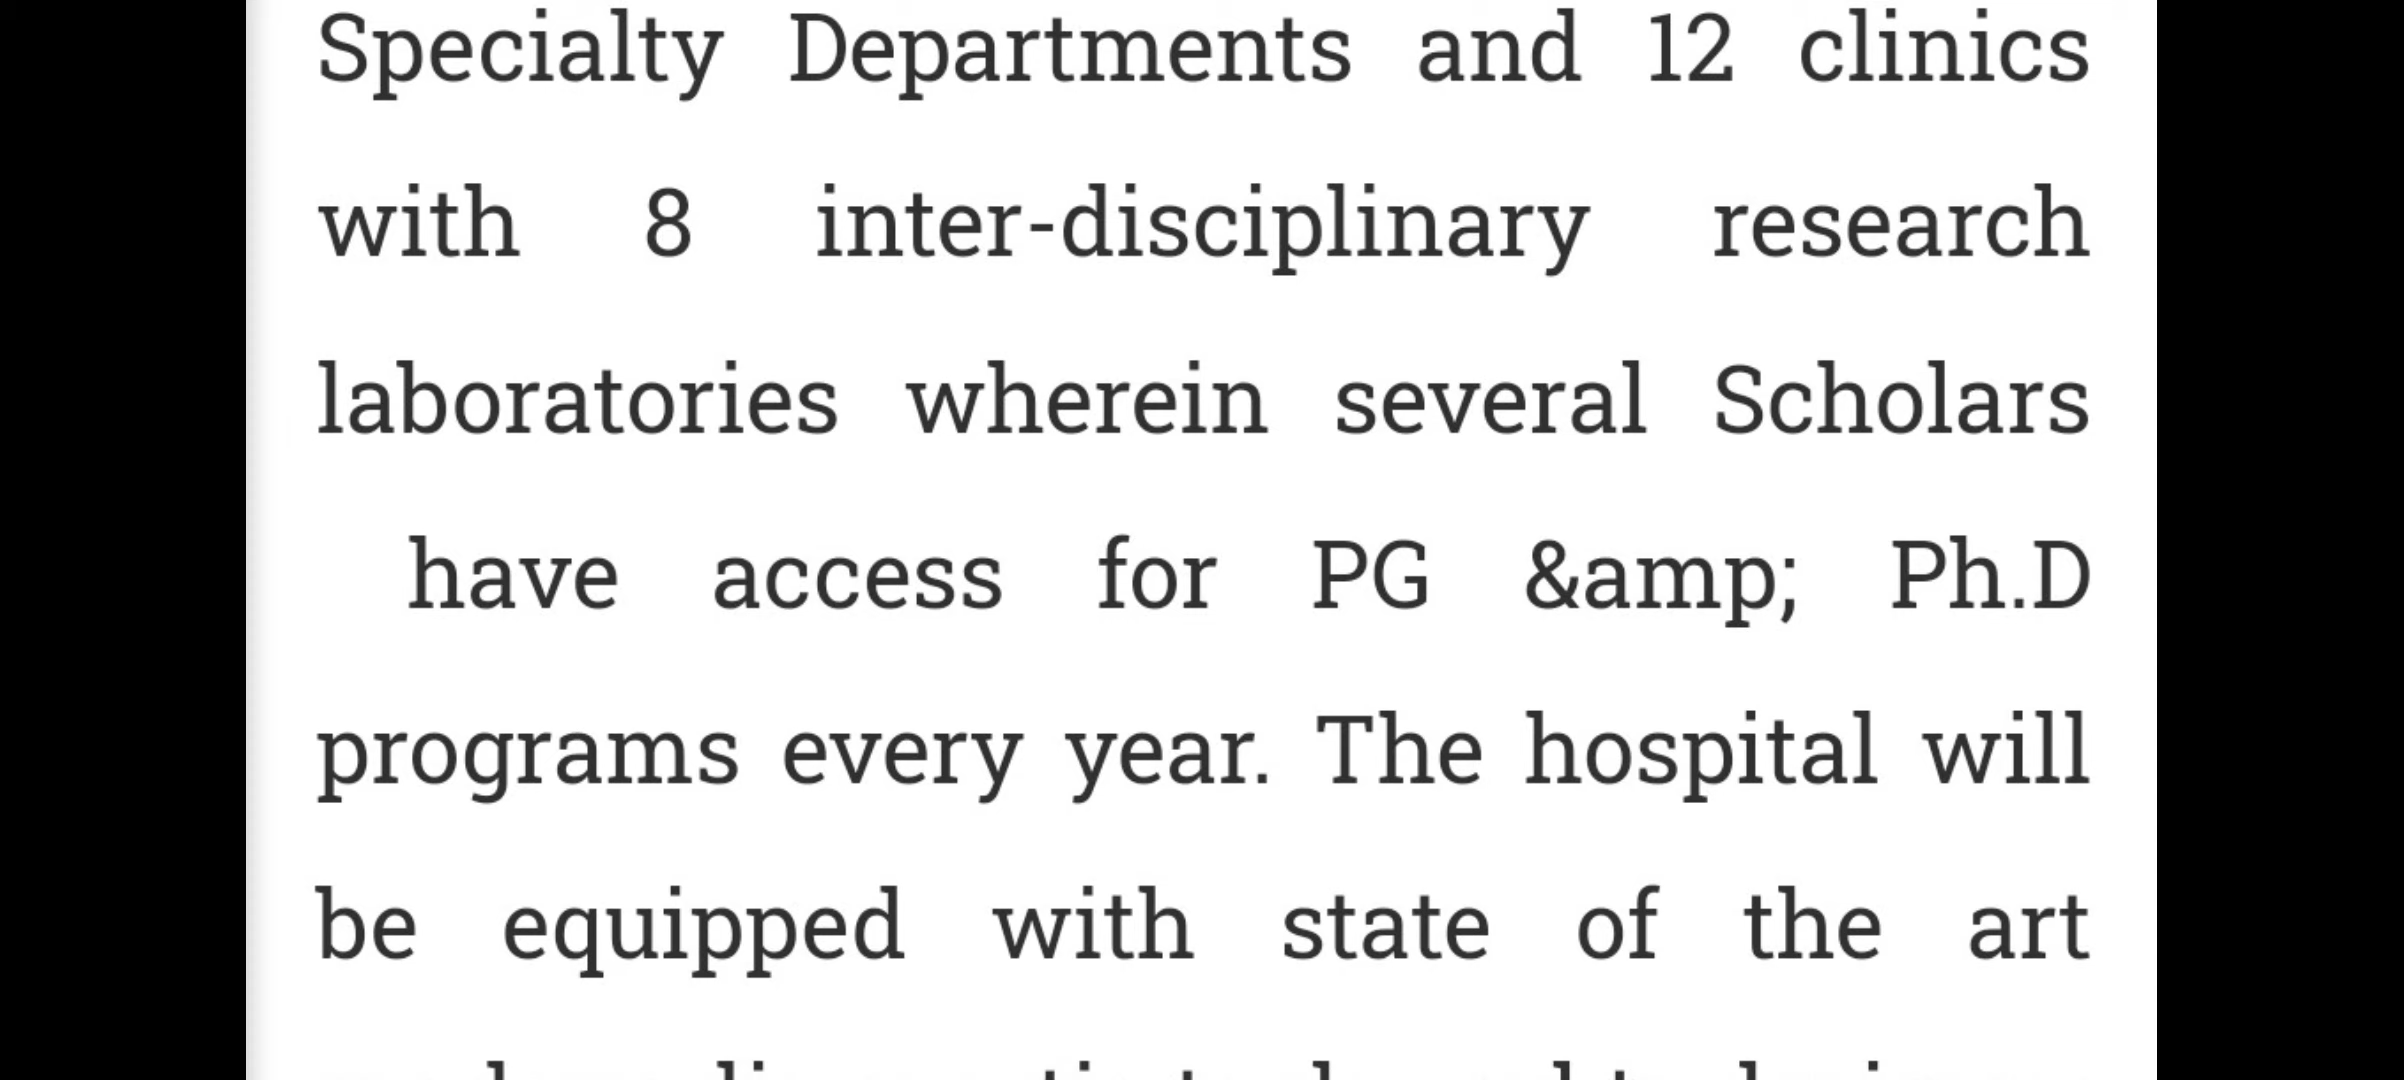 Specialty Departments and 12 clinics
with 8 inter-disciplinary research
laboratories wherein several Scholars
have access for PG &amp; Ph.D
programs every year. The hospital will
be equipped with state of the art